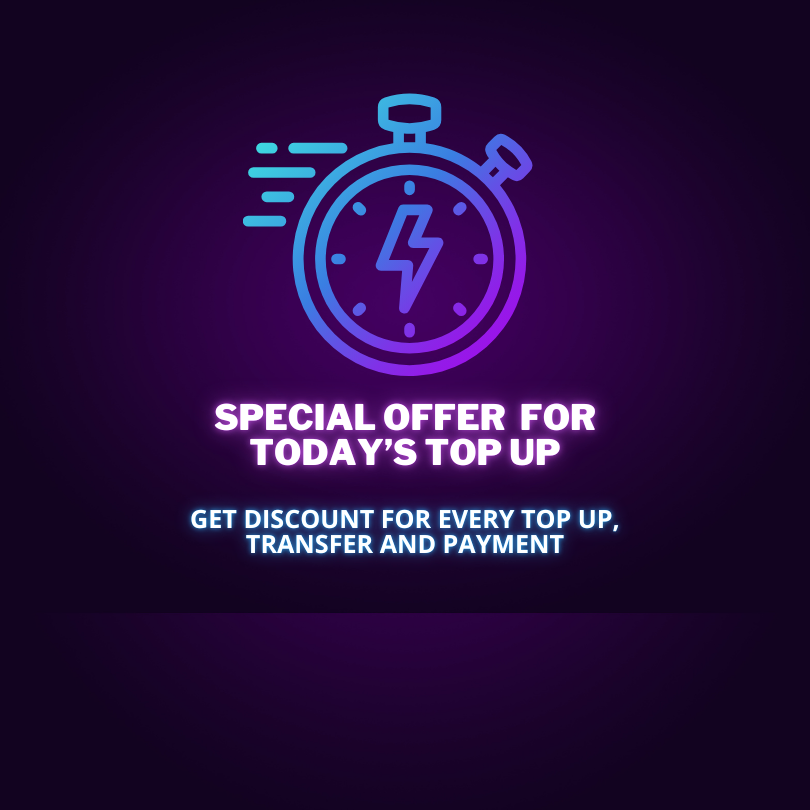 SPECIAL OFFER FOR
TODAY’S TOP UP
GET DISCOUNT FOR EVERY TOP UP,
TRANSFER AND PAYMENT